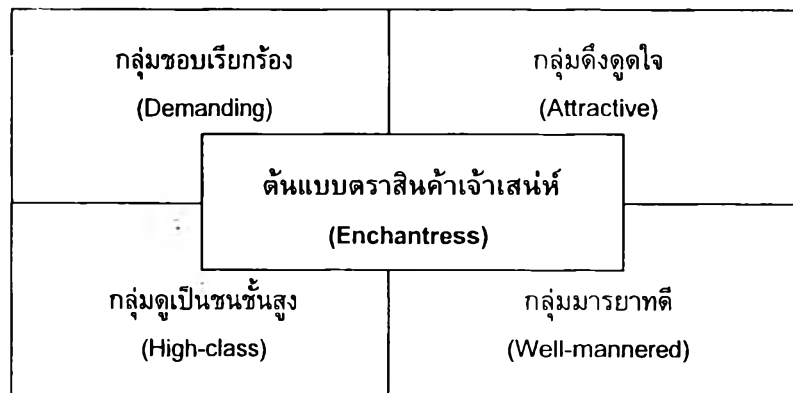 กลุ่มชอบเรียกร้อง
(Demanding)
กลุ่มดึงดูดใจ
(Attractive)
ต้นแบบตราสินค้าเจ้าเสน่ห์
(Enchantress)
กลุ่มดูเป็นชนชั้นสูง
(High-class)
กลุ่มมารยาทดี
(Well-mannered)